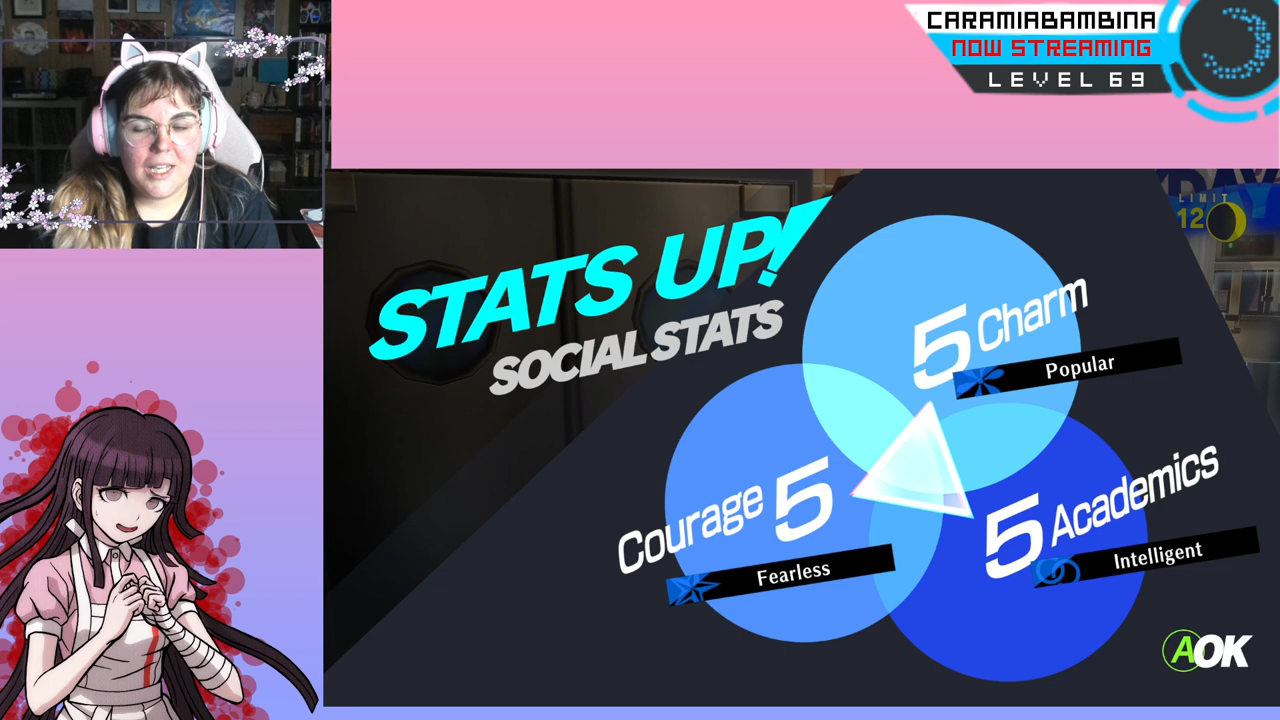 CARAMIABAMBINA
NOW STREAMING
LEVEL 69
LIMIT
12
STATS UP!
SOCIAL STATS
5 Charm
Popular
Courage 5
Fearless
5 Academics
Intelligent
A OK